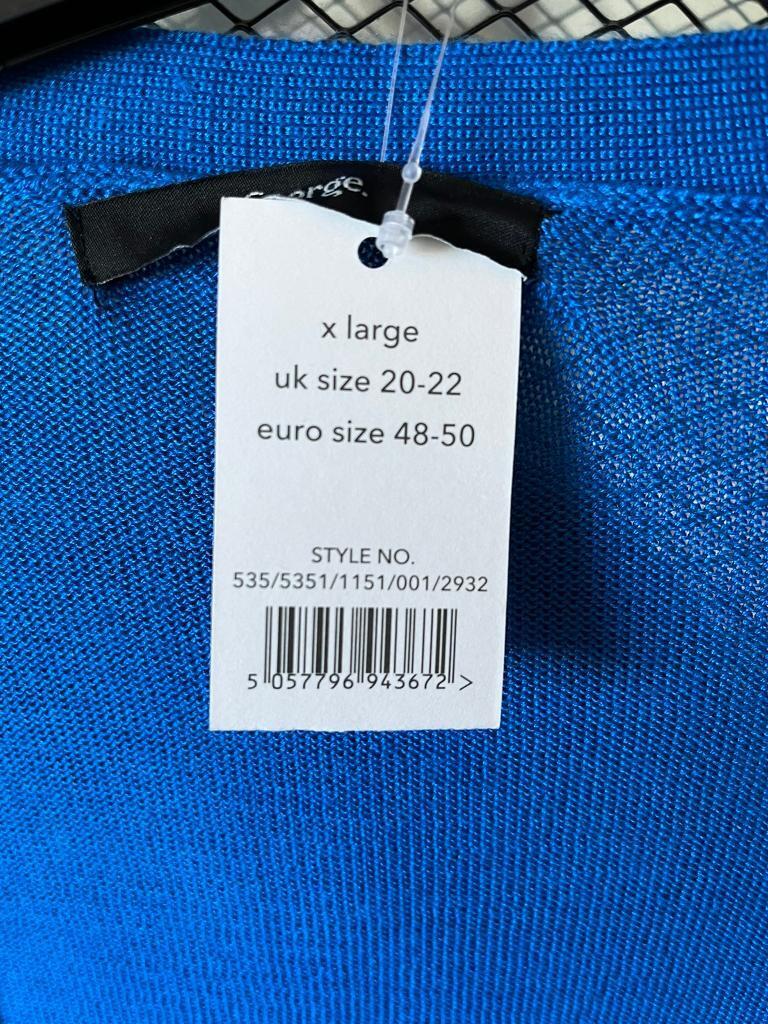 George.
x large
uk size 20-22
euro size 48-50
STYLE NO.
535/5351/1151/001/2932
5 057796 943672 >